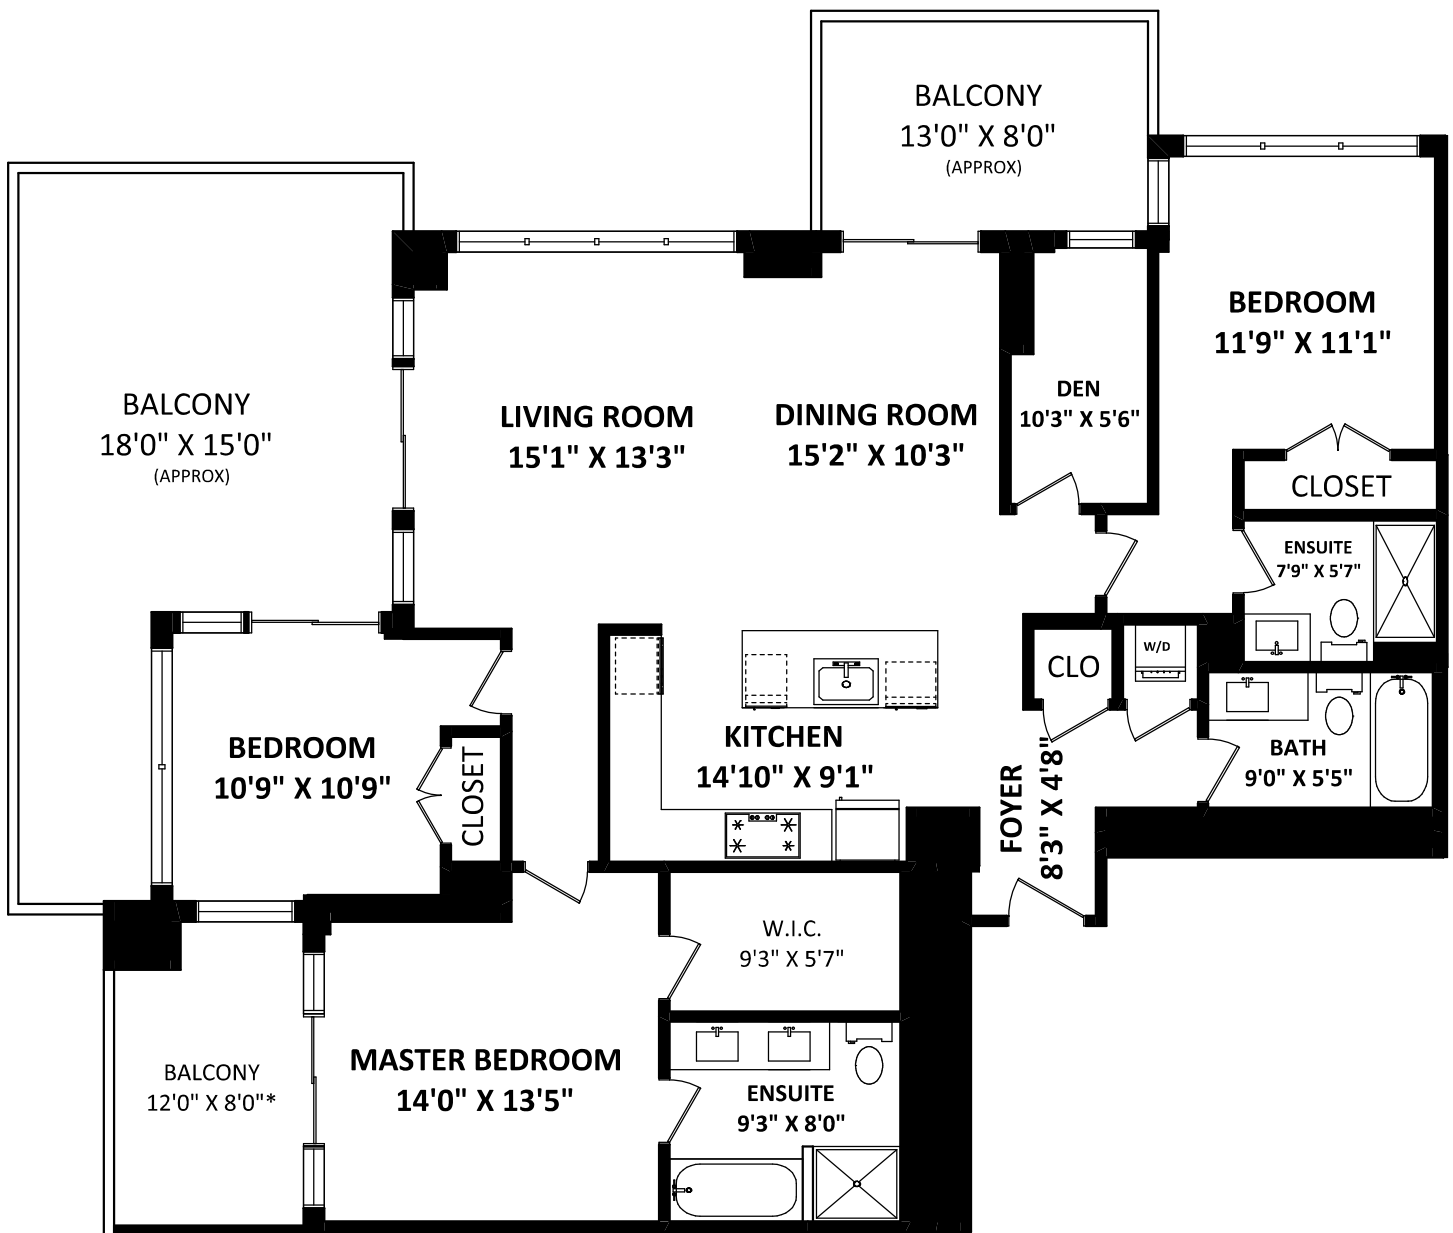 BALCONY
13'0" X 8'0"
(APPROX)
BALCONY
18'0" X 15'0"
(APPROX)
LIVING ROOM
15'1" X 13'3"
DINING ROOM
15'2" X 10'3"
DEN
10'3" X 5'6"
BEDROOM
11'9" X 11'1"
CLOSET
ENSUITE
7'9" X 5'7"
CLO
W/D
BEDROOM
10'9" X 10'9"
CLOSET
KITCHEN
14'10" X 9'1"
FOYER
8'3" X 4'8"
BATH
9'0" X 5'5"
W.I.C.
9'3" X 5'7"
BALCONY
12'0" X 8'0"*
MASTER BEDROOM
14'0" X 13'5"
ENSUITE
9'3" X 8'0"